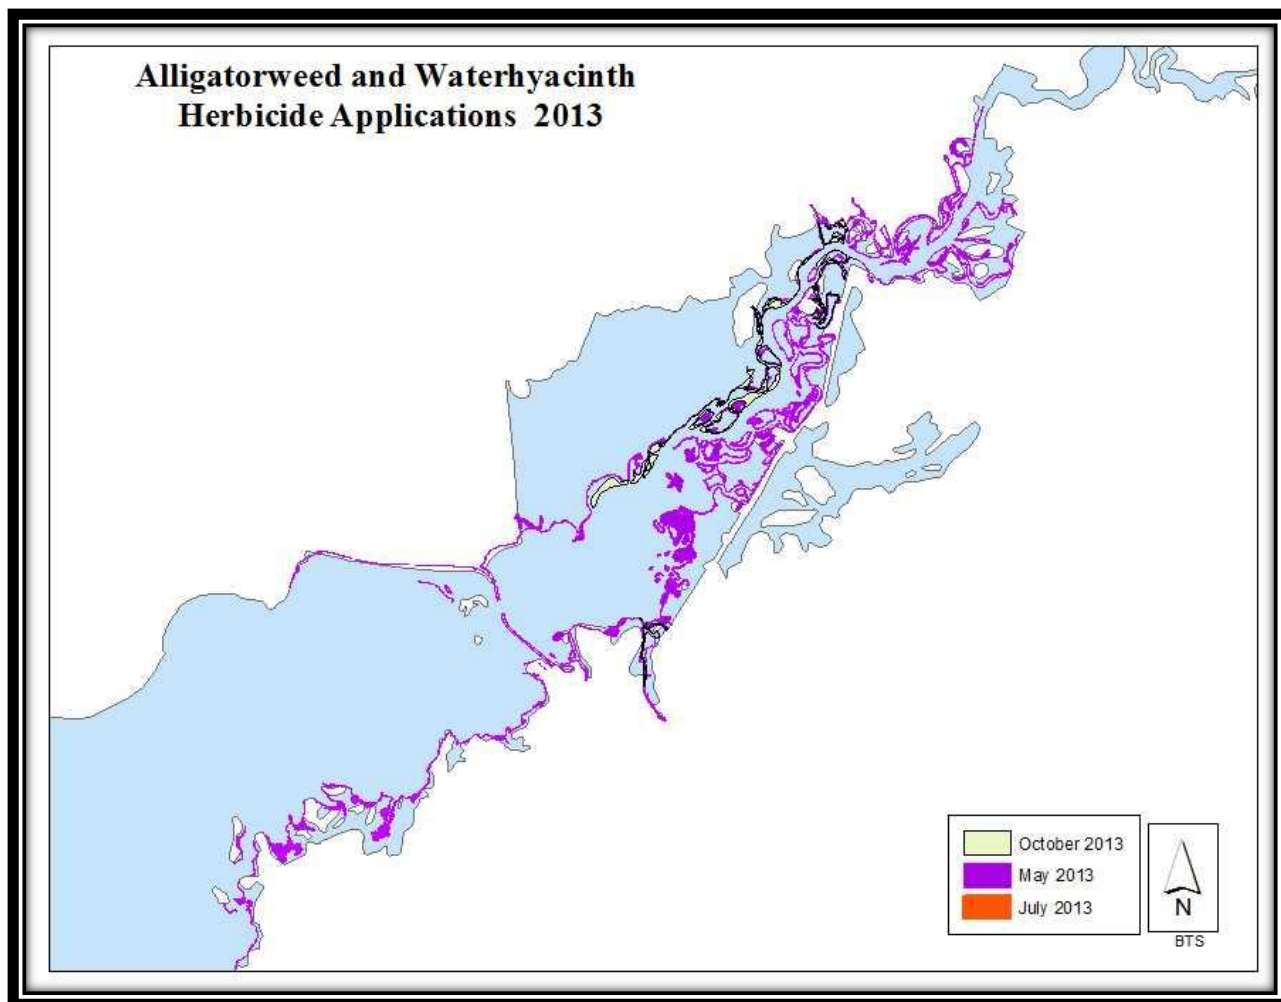 Alligatorweed and Waterhyacinth
Herbicide Applications 2013
October 2013
May 2013
July 2013
N
BTS